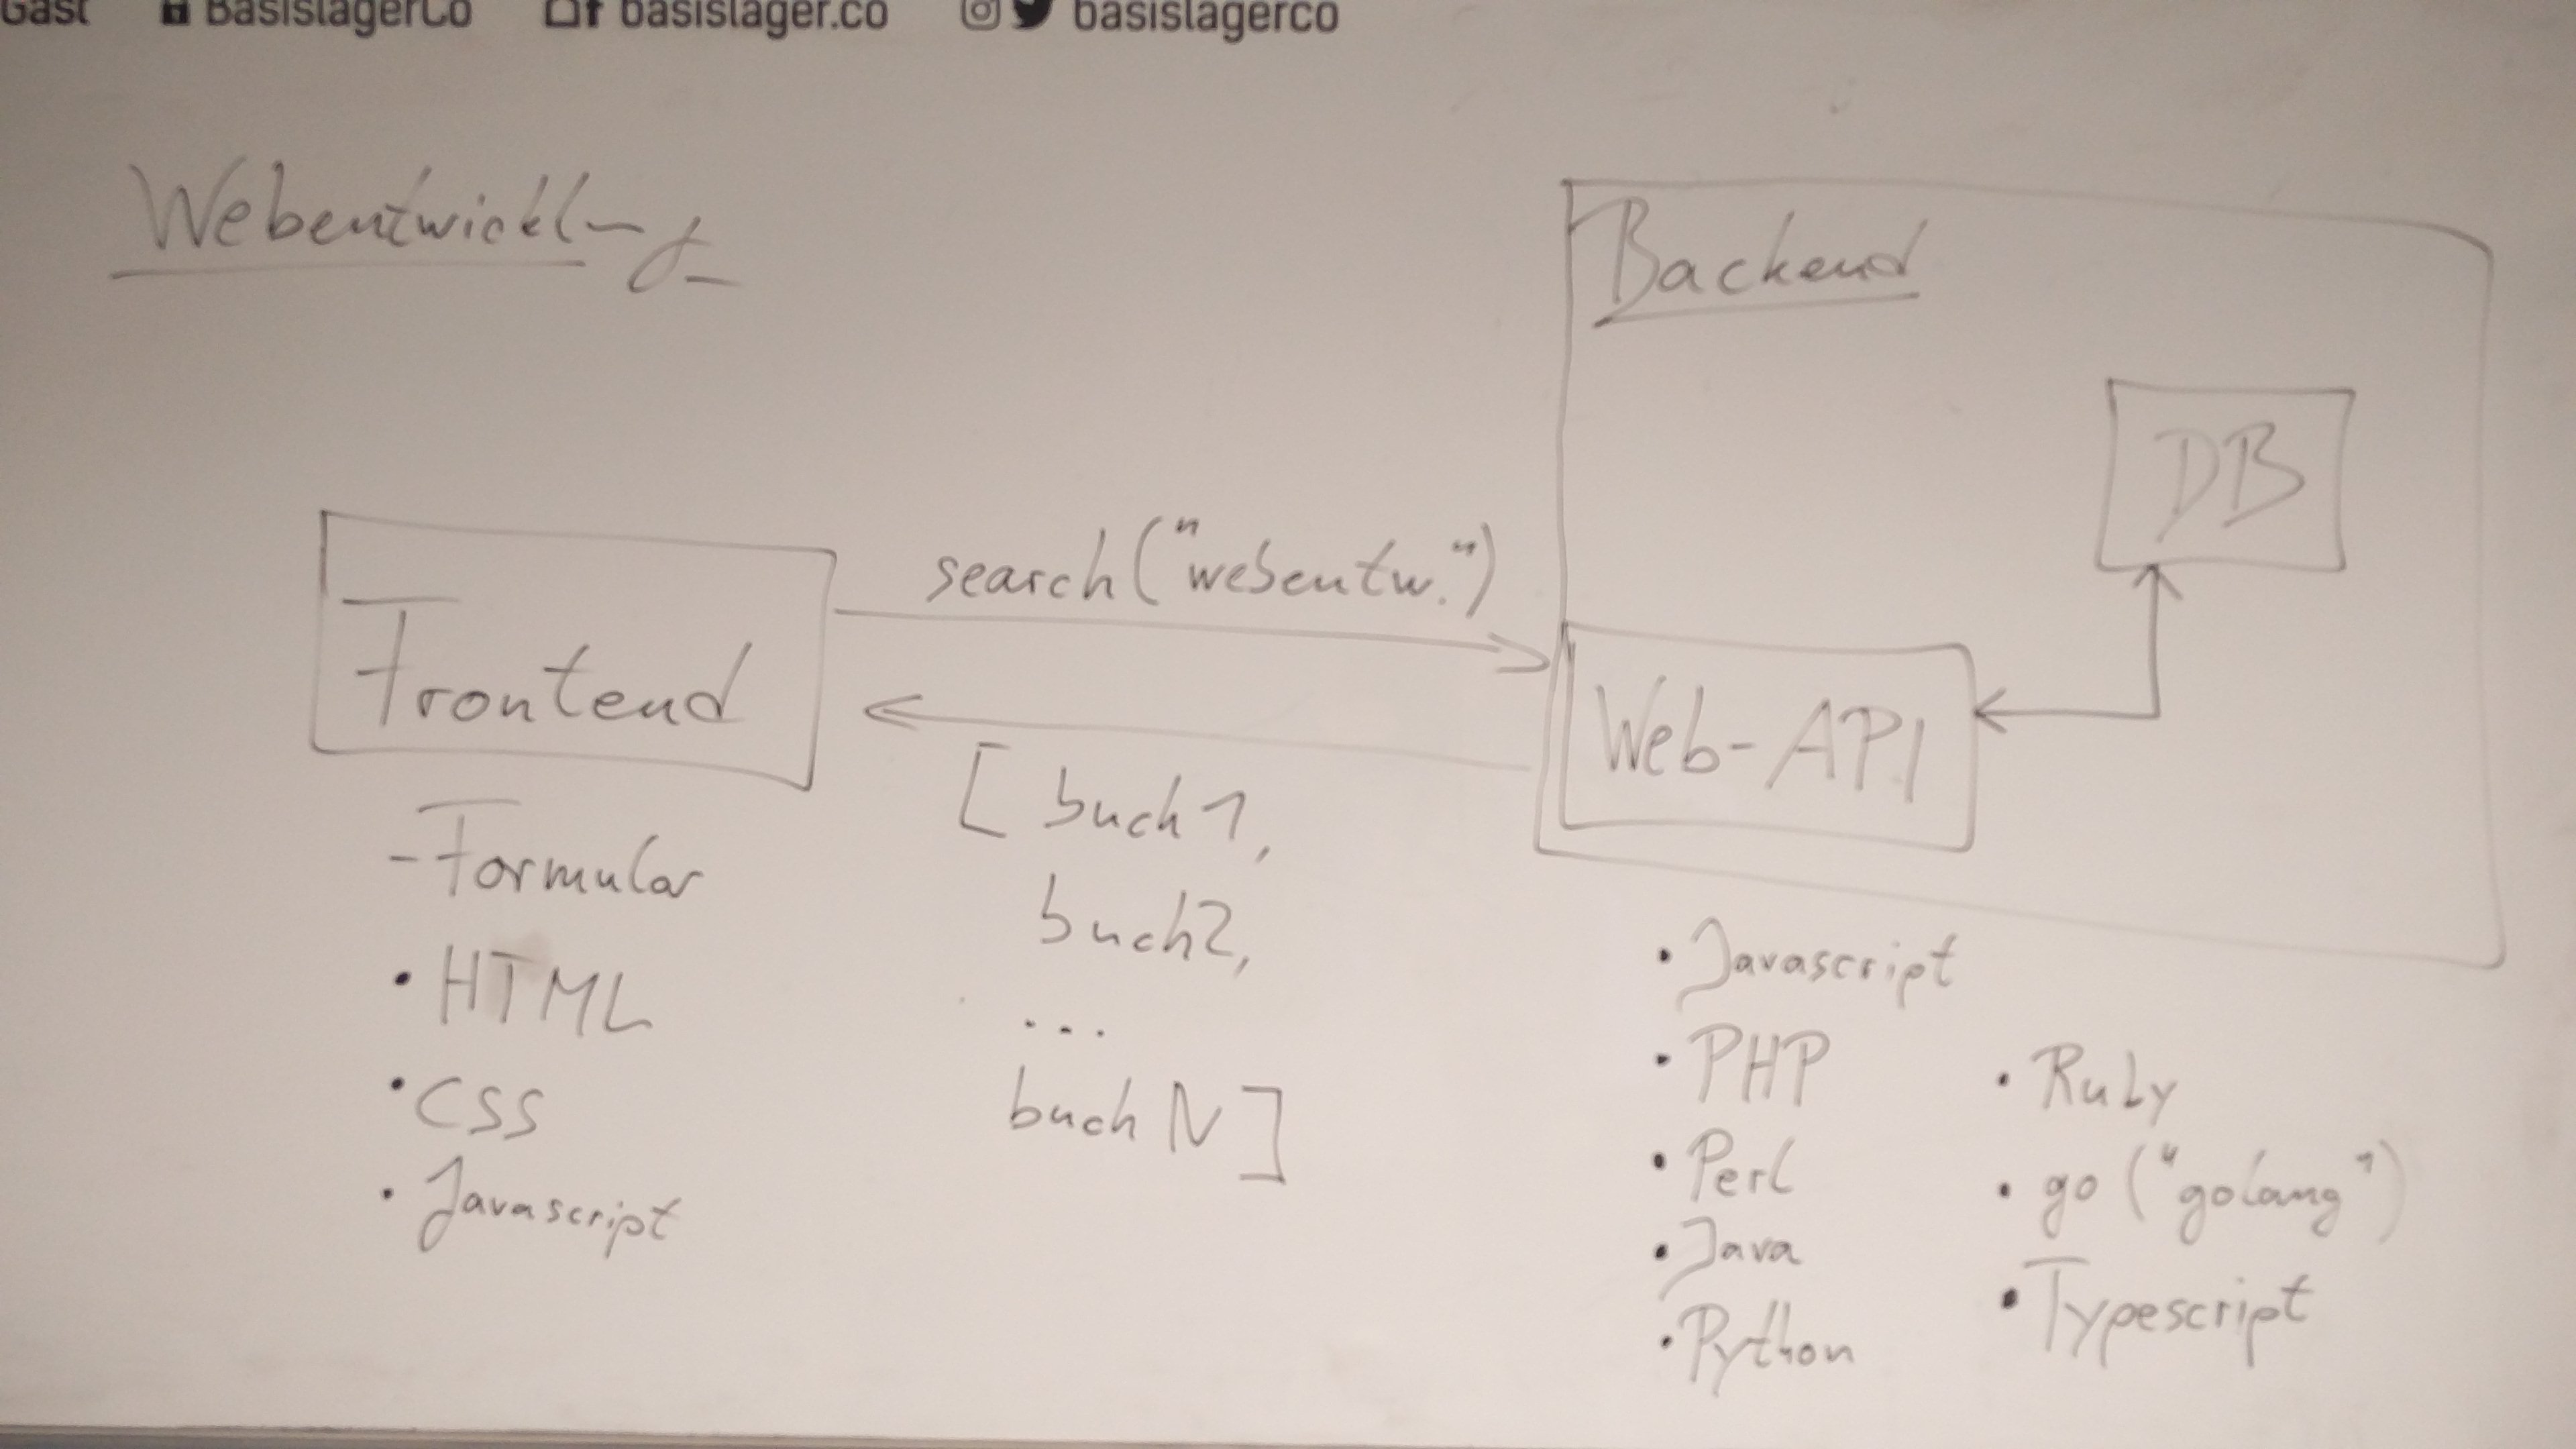 Gast BasislagerCo basislager.co basislagerco
Webentwicklung
Backend
DB
search("webentw.")
Frontend
Web-API
[buch1,
buch2,
...
buchN]
- Formular
• HTML
• CSS
• Javascript
• Javascript
• PHP
• Perl
• Java
• Python
• Ruby
• go ("golang")
• Typescript